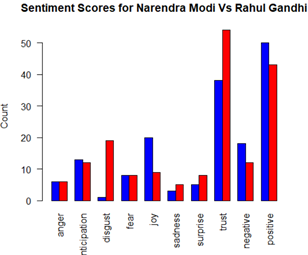 Sentiment Scores for Narendra Modi Vs Rahul Gandhi
Count
50
40
30
20
10
0
anger
nticipation
disgust
fear
joy
sadness
surprise
trust
negative
positive